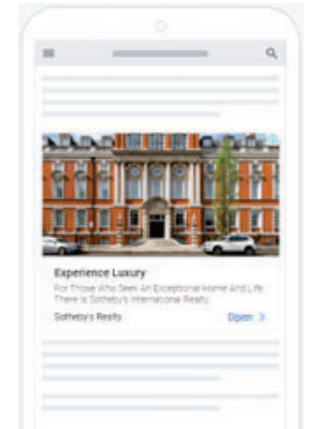 Experience Luxury
For Those Who Seek An Exceptional Home And Life,
There Is Sotheby's International Realty.
Sotheby's Realty
Open